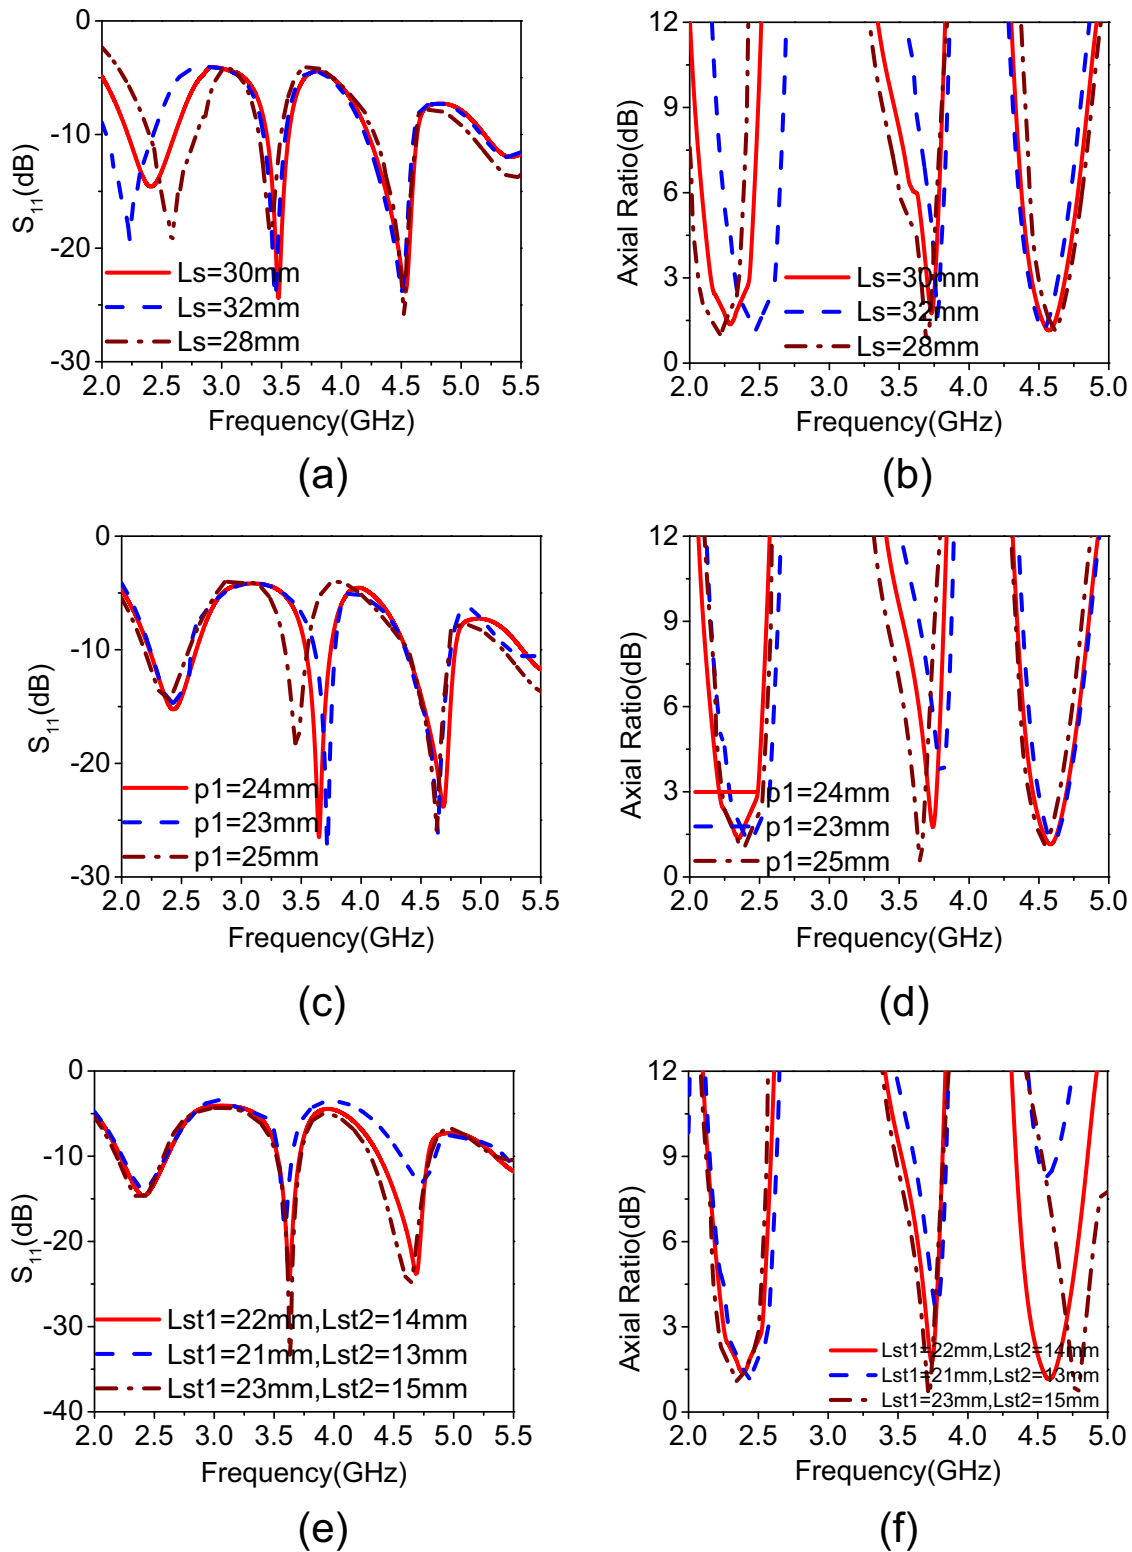 0
-10
-20
-30
S11(dB)
Ls=30mm
Ls=32mm
Ls=28mm
2.0 2.5 3.0 3.5 4.0 4.5 5.0 5.5
Frequency(GHz)
(a)
12
9
6
3
0
Axial Ratio(dB)
Ls=30mm
Ls=32mm
Ls=28mm
2.0 2.5 3.0 3.5 4.0 4.5 5.0
Frequency(GHz)
(b)
0
-10
-20
-30
S11(dB)
p1=24mm
p1=23mm
p1=25mm
2.0 2.5 3.0 3.5 4.0 4.5 5.0 5.5
Frequency(GHz)
(c)
12
9
6
3
0
Axial Ratio(dB)
p1=24mm
p1=23mm
p1=25mm
2.0 2.5 3.0 3.5 4.0 4.5 5.0
Frequency(GHz)
(d)
0
-10
-20
-30
-40
S11(dB)
Lst1=22mm,Lst2=14mm
Lst1=21mm,Lst2=13mm
Lst1=23mm,Lst2=15mm
2.0 2.5 3.0 3.5 4.0 4.5 5.0 5.5
Frequency(GHz)
(e)
12
9
6
3
0
Axial Ratio(dB)
Lst1=22mm,Lst2=14mm
Lst1=21mm,Lst2=13mm
Lst1=23mm,Lst2=15mm
2.0 2.5 3.0 3.5 4.0 4.5 5.0
Frequency(GHz)
(f)